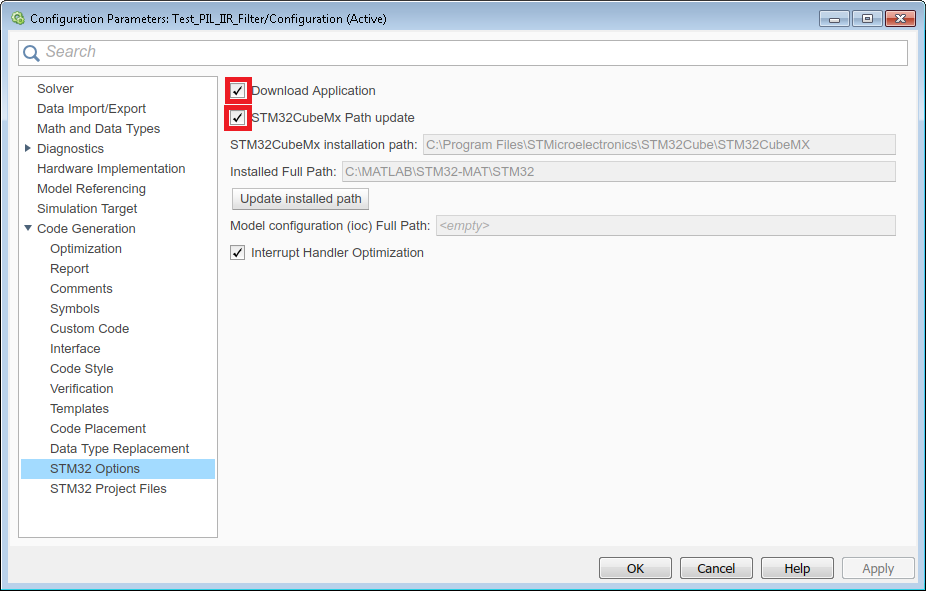 Configuration Parameters: Test_PIL_IIR_Filter/Configuration (Active)
Search
Solver
Data Import/Export
Math and Data Types
Diagnostics
Hardware Implementation
Model Referencing
Simulation Target
Code Generation
Optimization
Report
Comments
Symbols
Custom Code
Interface
Code Style
Verification
Templates
Code Placement
Data Type Replacement
STM32 Options
STM32 Project Files
Download Application
STM32CubeMx Path update
STM32CubeMx installation path: C:\Program Files\STMicroelectronics\STM32Cube\STM32CubeMX
Installed Full Path: C:\MATLAB\STM32-MAT\STM32
Update installed path
Model configuration (ioc) Full Path: <empty>
Interrupt Handler Optimization
OK Cancel Help Apply